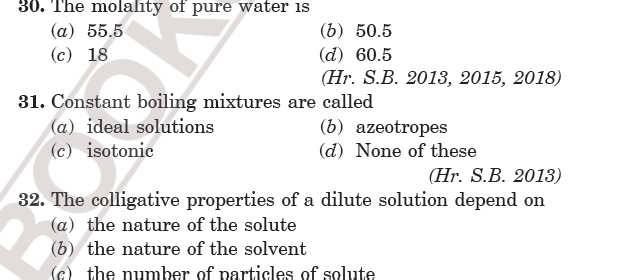 30. The molality of pure water is
(a) 55.5 (b) 50.5
(c) 18 (d) 60.5
(Hr. S.B. 2013, 2015, 2018)
31. Constant boiling mixtures are called
(a) ideal solutions (b) azeotropes
(c) isotonic (d) None of these
(Hr. S.B. 2013)
32. The colligative properties of a dilute solution depend on
(a) the nature of the solute
(b) the nature of the solvent
(c) the number of particles of solute
BOOK